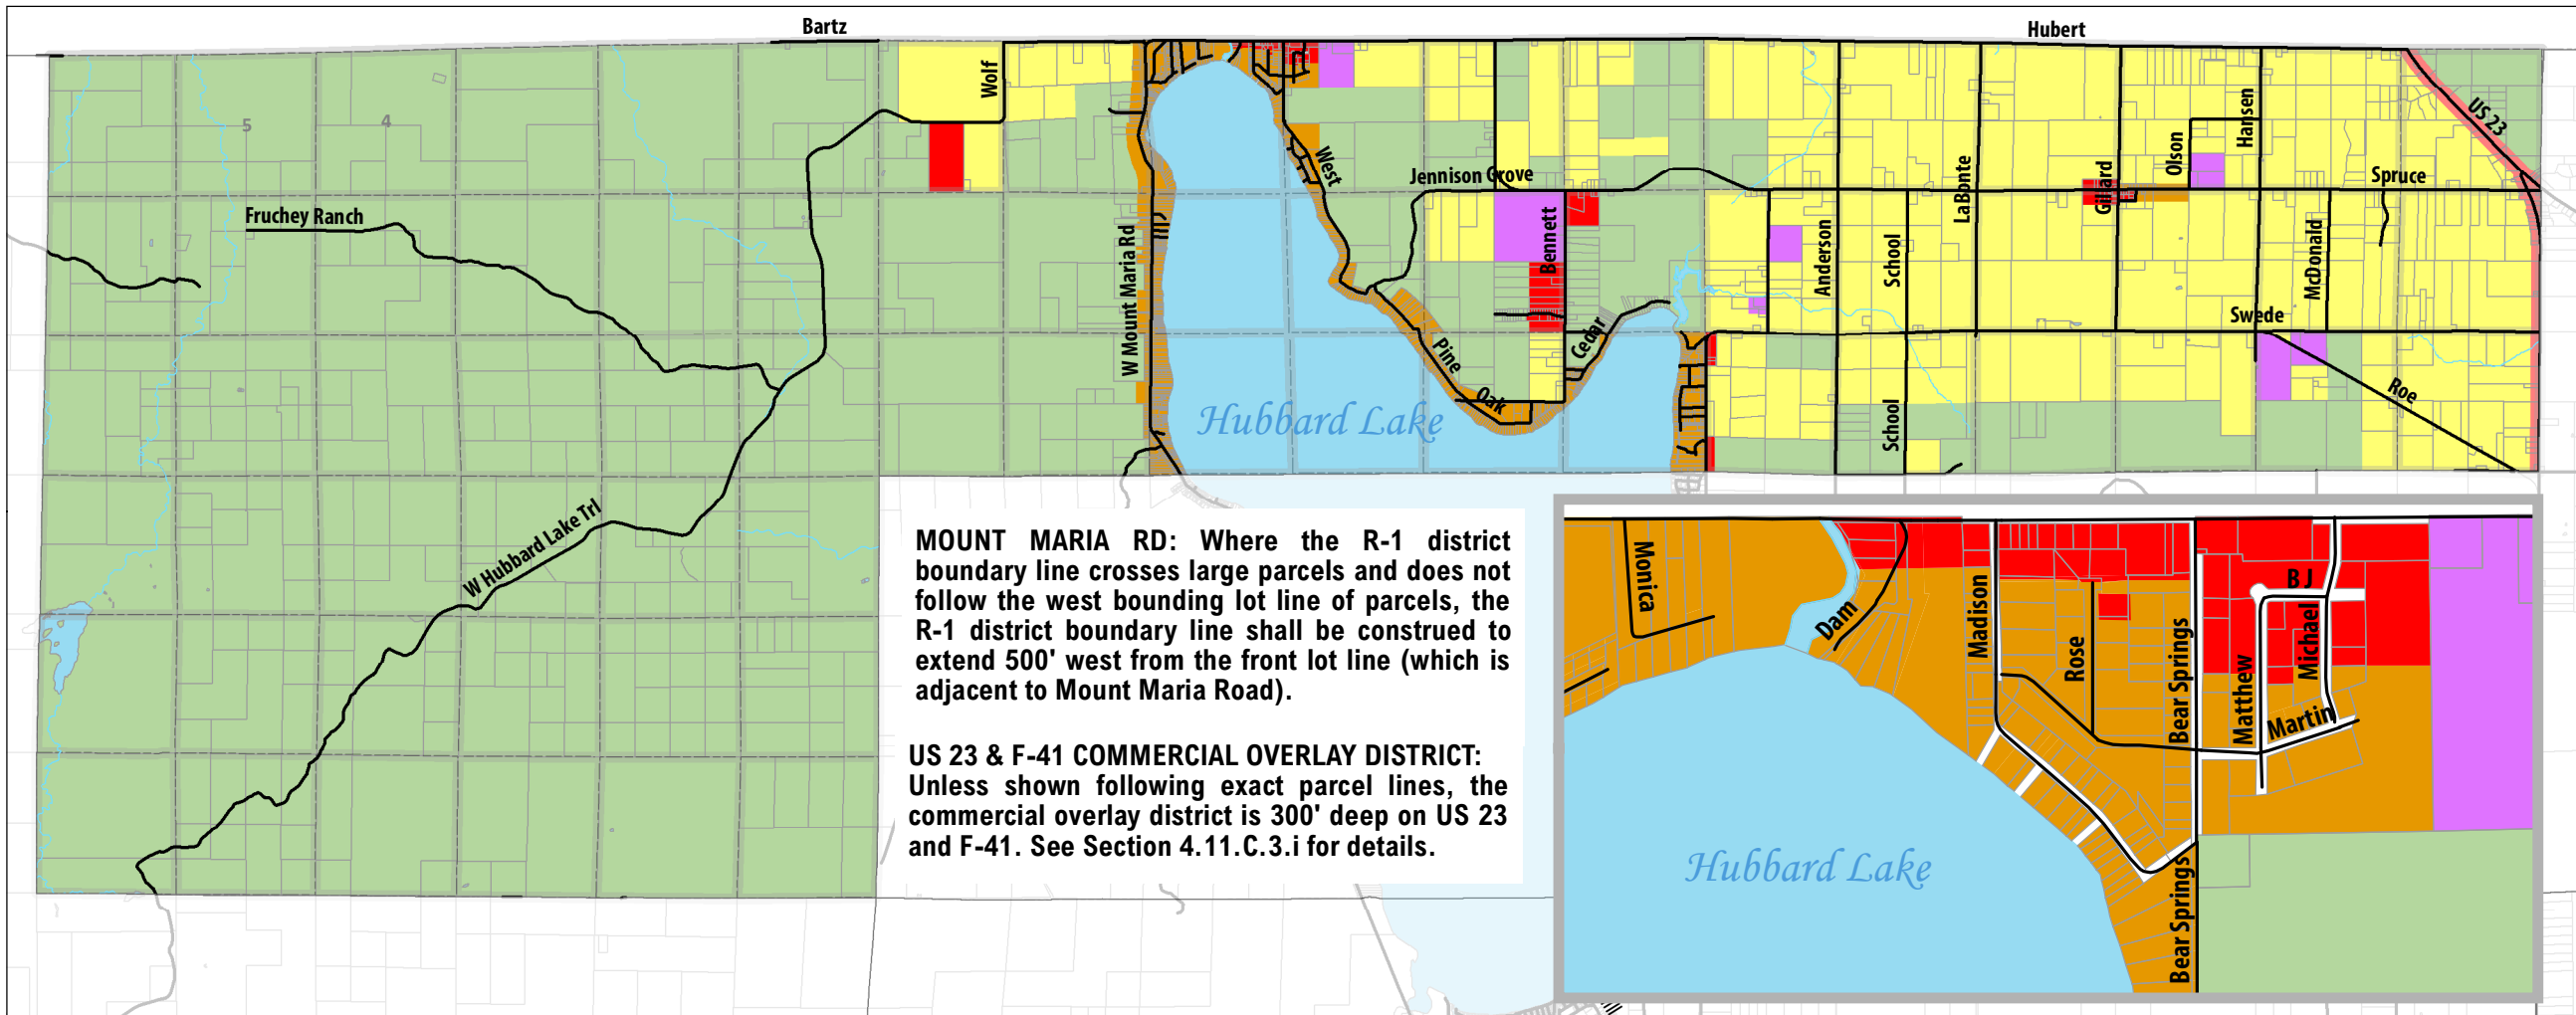 Bartz
Hubert
Wolf
5
4
US 23
Hansen
Olson
West
LaBonte
Gillard
Jennison Grove
Spruce
Fruchey Ranch
Bennett
Anderson
School
McDonald
W Mount Maria Rd
Swede
Cedar
Pine
Oak
Roe
Hubbard Lake
School
W Hubbard Lake Trl
MOUNT MARIA RD: Where the R-1 district
boundary line crosses large parcels and does not
follow the west bounding lot line of parcels, the
R-1 district boundary line shall be construed to
extend 500' west from the front lot line (which is
adjacent to Mount Maria Road).
US 23 & F-41 COMMERCIAL OVERLAY DISTRICT:
Unless shown following exact parcel lines, the
commercial overlay district is 300' deep on US 23
and F-41. See Section 4.11.C.3.i for details.
Monica
Dam
Madison
Rose
Bear Springs
B J
Matthew
Michael
Martin
Hubbard Lake
Bear Springs